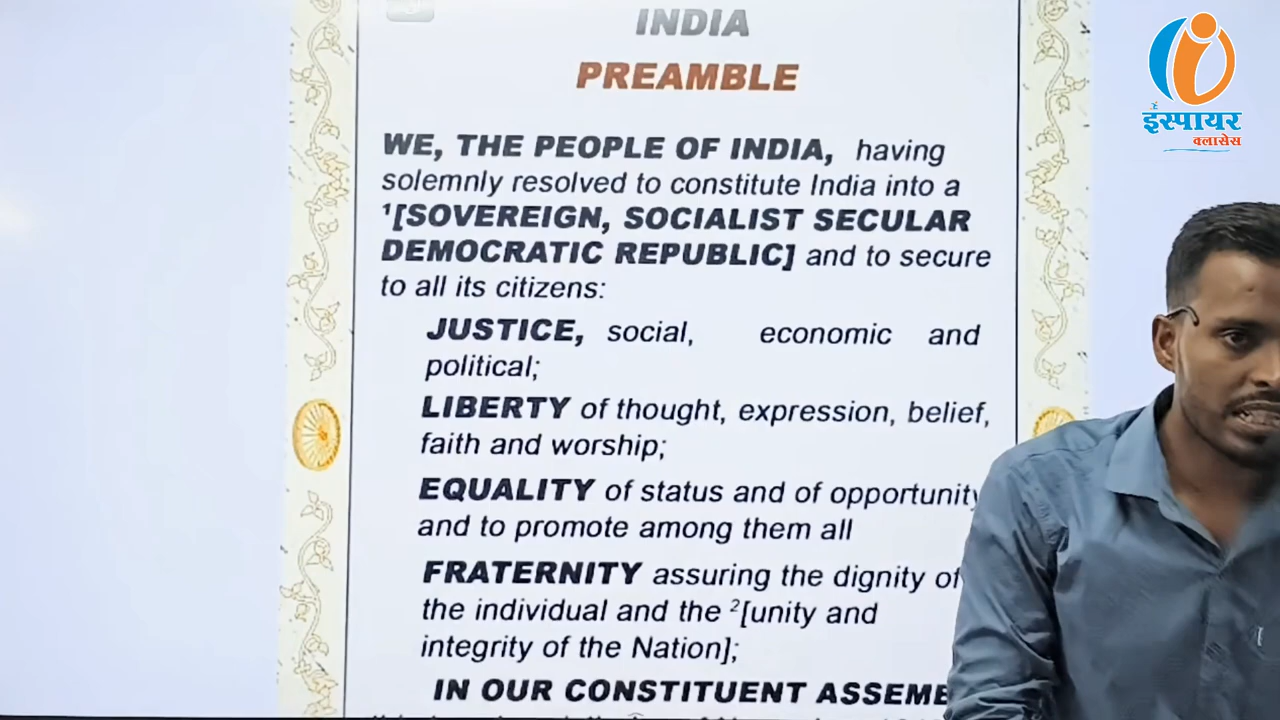 INDIA
PREAMBLE
WE, THE PEOPLE OF INDIA, having
solemnly resolved to constitute India into a
¹[SOVEREIGN, SOCIALIST SECULAR
DEMOCRATIC REPUBLIC] and to secure
to all its citizens:
JUSTICE, social, economic and
political;
LIBERTY of thought, expression, belief,
faith and worship;
EQUALITY of status and of opportunity
and to promote among them all
FRATERNITY assuring the dignity of
the individual and the ²[unity and
integrity of the Nation];
IN OUR CONSTITUENT ASSEMB
इंस्पायर
क्लासेस